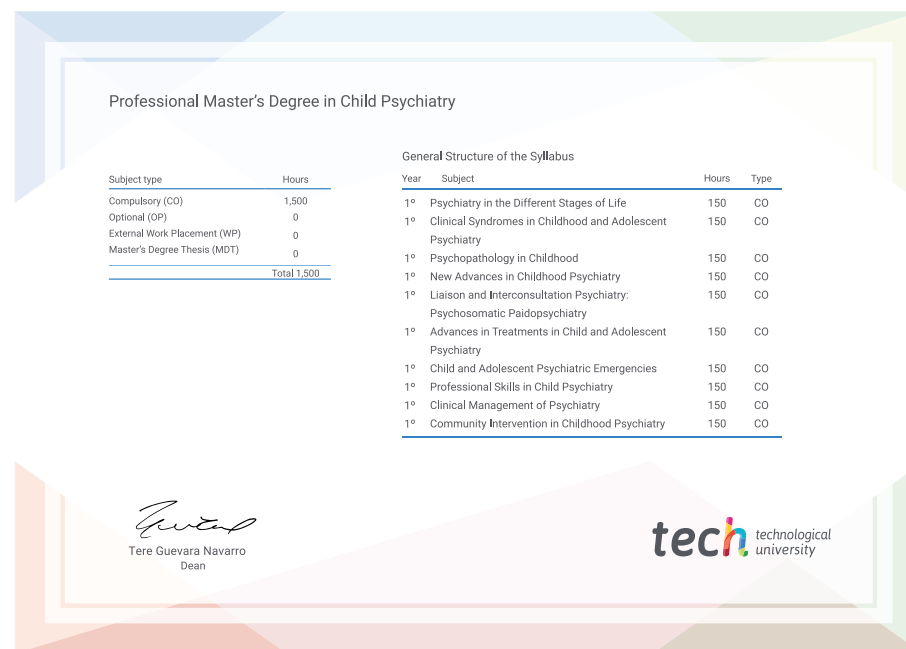 Professional Master's Degree in Child Psychiatry
General Structure of the Syllabus
Subject type Hours
Compulsory (CO) 1,500
Optional (OP) 0
External Work Placement (WP) 0
Master's Degree Thesis (MDT) 0
Total 1,500
Year Subject Hours Type
1º Psychiatry in the Different Stages of Life 150 CO
1º Clinical Syndromes in Childhood and Adolescent 150 CO
Psychiatry
1º Psychopathology in Childhood 150 CO
1º New Advances in Childhood Psychiatry 150 CO
1º Liaison and Interconsultation Psychiatry: 150 CO
Psychosomatic Paidopsychiatry
1º Advances in Treatments in Child and Adolescent 150 CO
Psychiatry
1º Child and Adolescent Psychiatric Emergencies 150 CO
1º Professional Skills in Child Psychiatry 150 CO
1º Clinical Management of Psychiatry 150 CO
1º Community Intervention in Childhood Psychiatry 150 CO
Tere Guevara Navarro
Dean
tech technological
university